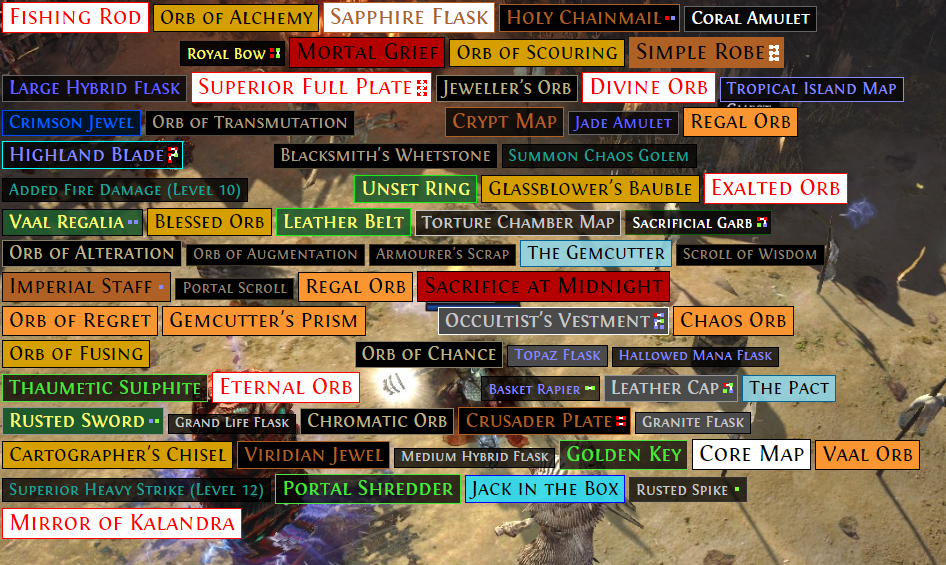 Fishing Rod Orb of Alchemy Sapphire Flask Holy Chainmail Coral Amulet
Royal Bow Mortal Grief Orb of Scouring Simple Robe
Large Hybrid Flask Superior Full Plate Jeweller's Orb Divine Orb Tropical Island Map
Crimson Jewel Orb of Transmutation Crypt Map Jade Amulet Regal Orb
Highland Blade Blacksmith's Whetstone Summon Chaos Golem
Added Fire Damage (Level 10) Unset Ring Glassblower's Bauble Exalted Orb
Vaal Regalia Blessed Orb Leather Belt Torture Chamber Map Sacrificial Garb
Orb of Alteration Orb of Augmentation Armourer's Scrap The Gemcutter Scroll of Wisdom
Imperial Staff Portal Scroll Regal Orb Sacrifice at Midnight
Orb of Regret Gemcutter's Prism Occultist's Vestment Chaos Orb
Orb of Fusing Orb of Chance Topaz Flask Hallowed Mana Flask
Thaumetic Sulphite Eternal Orb Basket Rapier Leather Cap The Pact
Rusted Sword Grand Life Flask Chromatic Orb Crusader Plate Granite Flask
Cartographer's Chisel Viridian Jewel Medium Hybrid Flask Golden Key Core Map Vaal Orb
Superior Heavy Strike (Level 12) Portal Shredder Jack in the Box Rusted Spike
Mirror of Kalandra